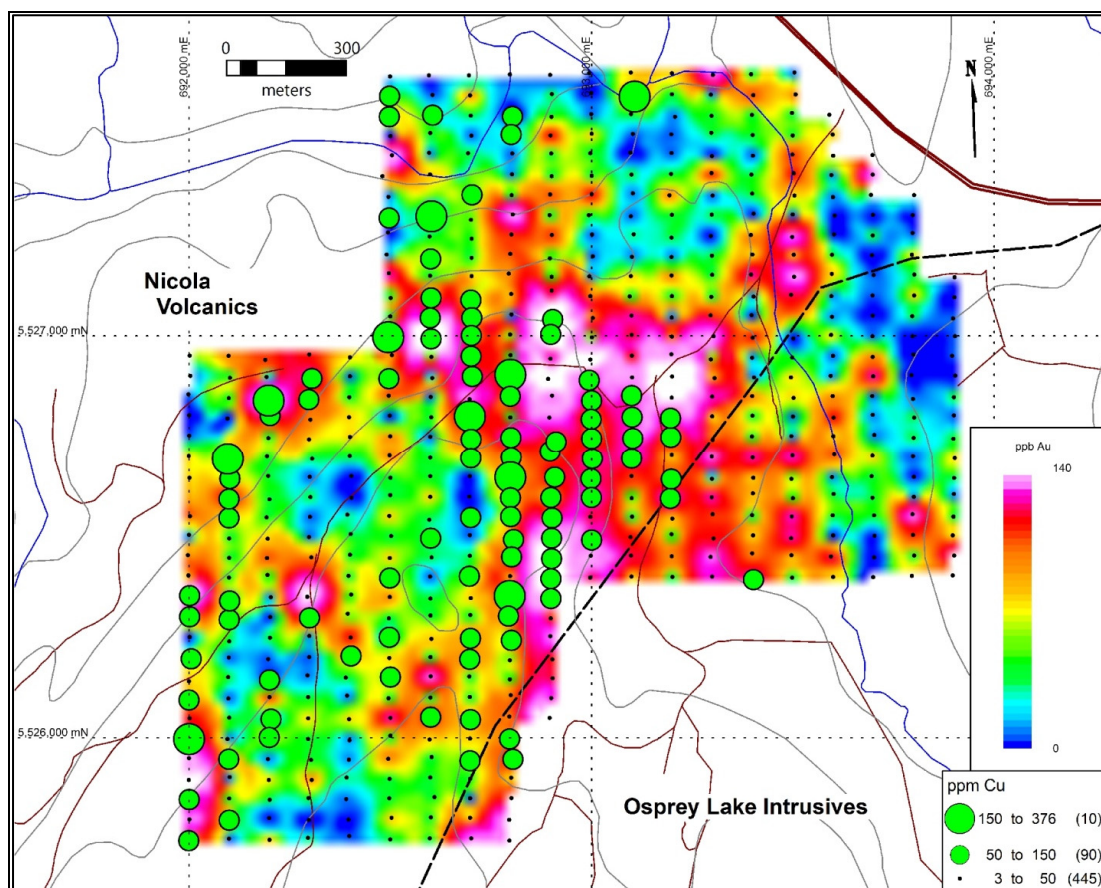 0 300
meters
692,000 mE
693,000 mE
694,000 mE
N
Nicola
Volcanics
5,527,000 mN
ppb Au
140
0
5,526,000 mN
Osprey Lake Intrusives
ppm Cu
150 to 376 (10)
50 to 150 (90)
3 to 50 (445)